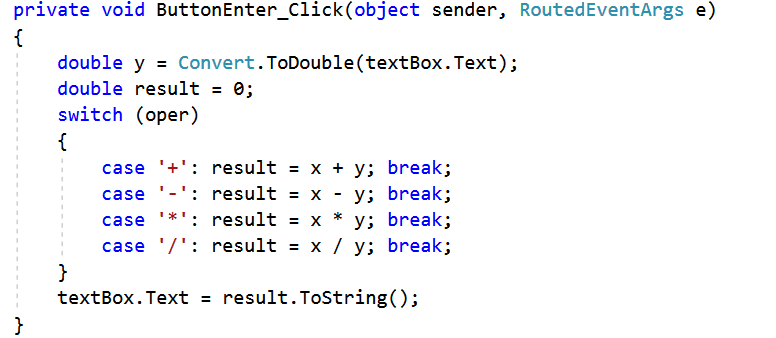 private void ButtonEnter_Click(object sender, RoutedEventArgs e)
{
    double y = Convert.ToDouble(textBox.Text);
    double result = 0;
    switch (oper)
    {
        case '+': result = x + y; break;
        case '-': result = x - y; break;
        case '*': result = x * y; break;
        case '/': result = x / y; break;
    }
    textBox.Text = result.ToString();
}